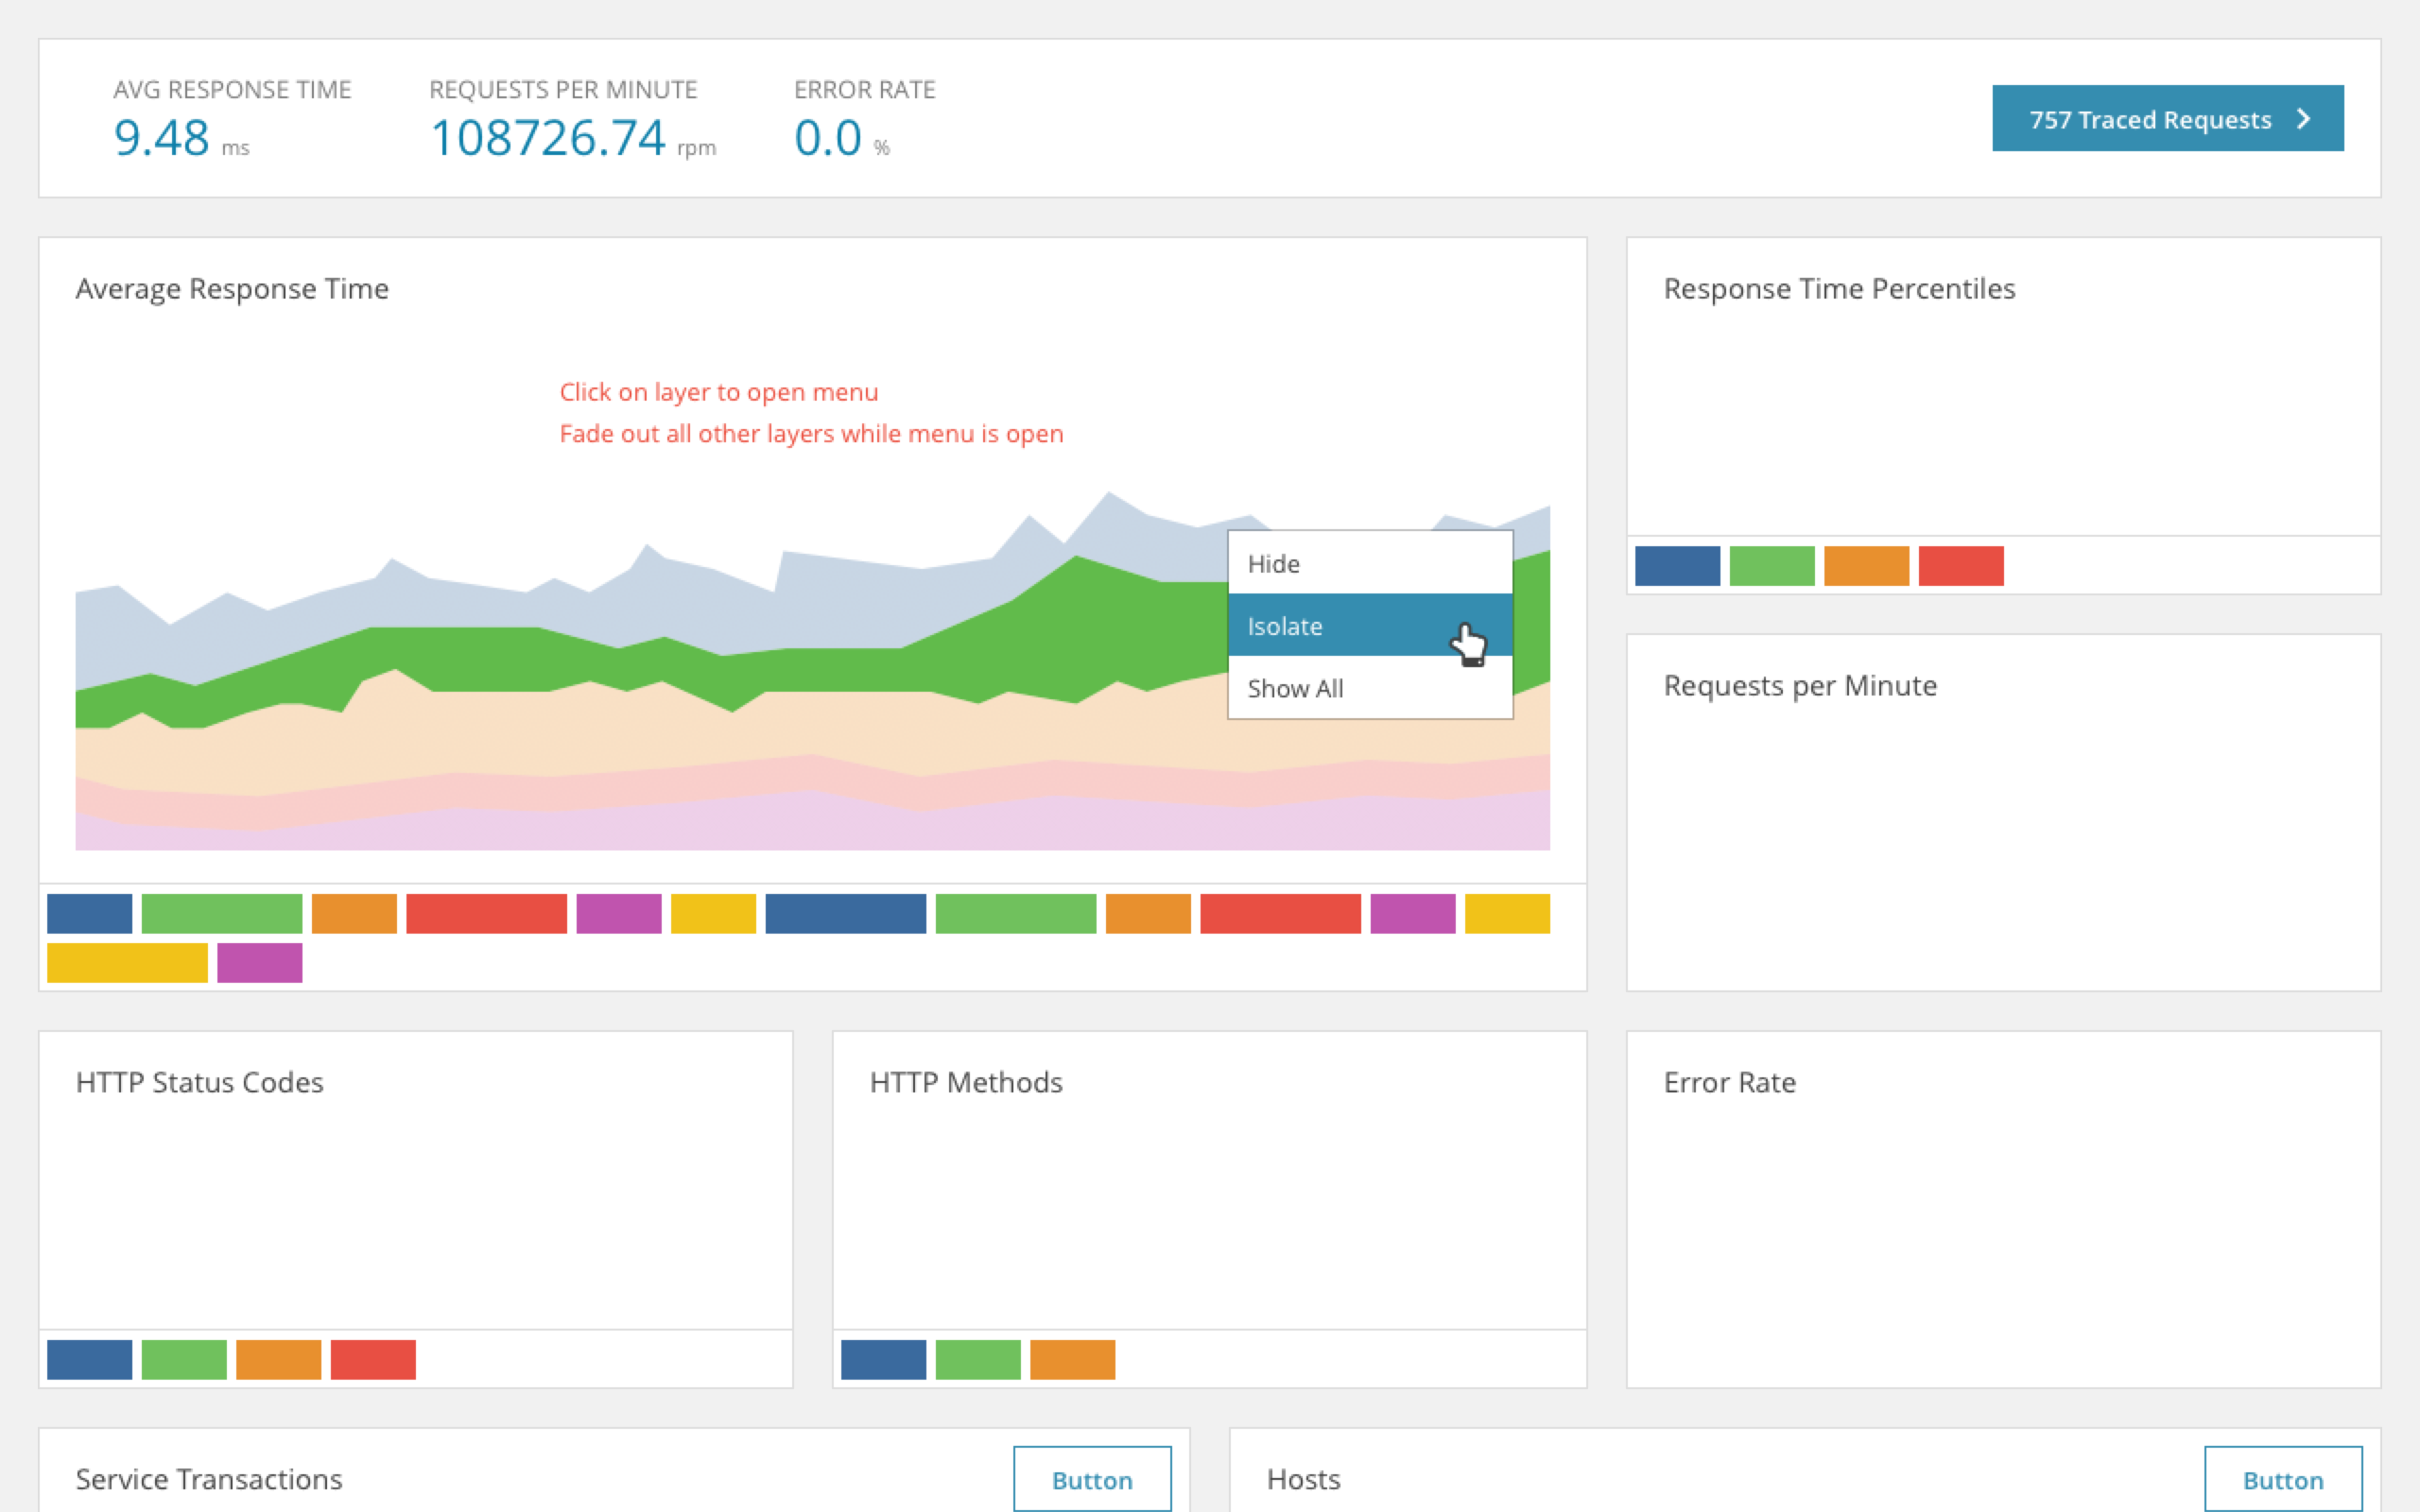 AVG RESPONSE TIME
9.48 ms
REQUESTS PER MINUTE
108726.74 rpm
ERROR RATE
0.0 %
757 Traced Requests
Average Response Time
Click on layer to open menu
Fade out all other layers while menu is open
Hide
Isolate
Show All
Response Time Percentiles
Requests per Minute
HTTP Status Codes
HTTP Methods
Error Rate
Service Transactions
Button
Hosts
Button